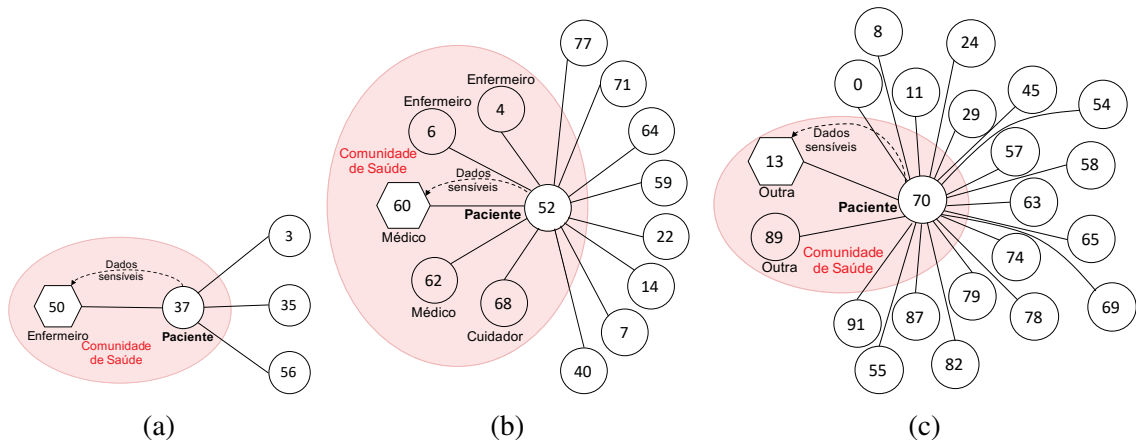 Dados
sensíveis
50
37
Enfermeiro
Paciente
Comunidade
de Saúde
3
35
56
(a)
77
Enfermeiro
4
71
Enfermeiro
6
64
Comunidade
de Saúde
Dados
sensíveis
59
60
Paciente
52
Médico
22
62
14
Médico
68
Cuidador
7
40
(b)
8
24
0
11
45
54
29
Dados
sensíveis
57
13
58
Outra
Paciente
70
63
89
65
Outra
Comunidade
de Saúde
74
79
69
91
87
78
55
82
(c)